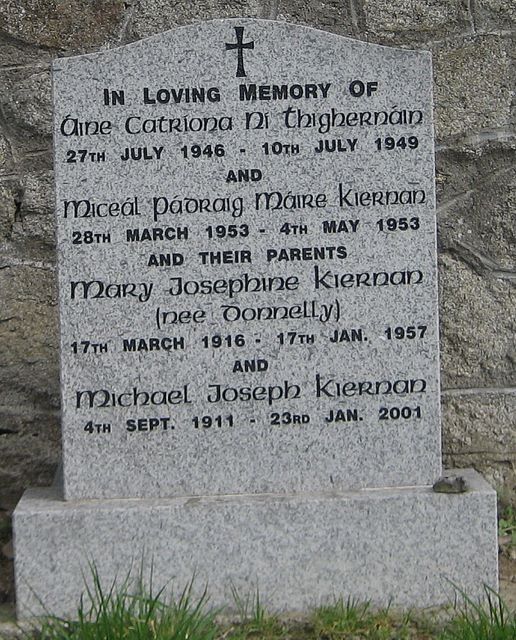 IN LOVING MEMORY OF
Áine Catríona Ní Thighernáin
27TH JULY 1946 - 10TH JULY 1949
AND
Miceál Pádraig Máire Kiernan
28TH MARCH 1953 - 4TH MAY 1953
AND THEIR PARENTS
Mary Josephine Kiernan
(nee Donnelly)
17TH MARCH 1916 - 17TH JAN. 1957
AND
Michael Joseph Kiernan
4TH SEPT. 1911 - 23RD JAN. 2001